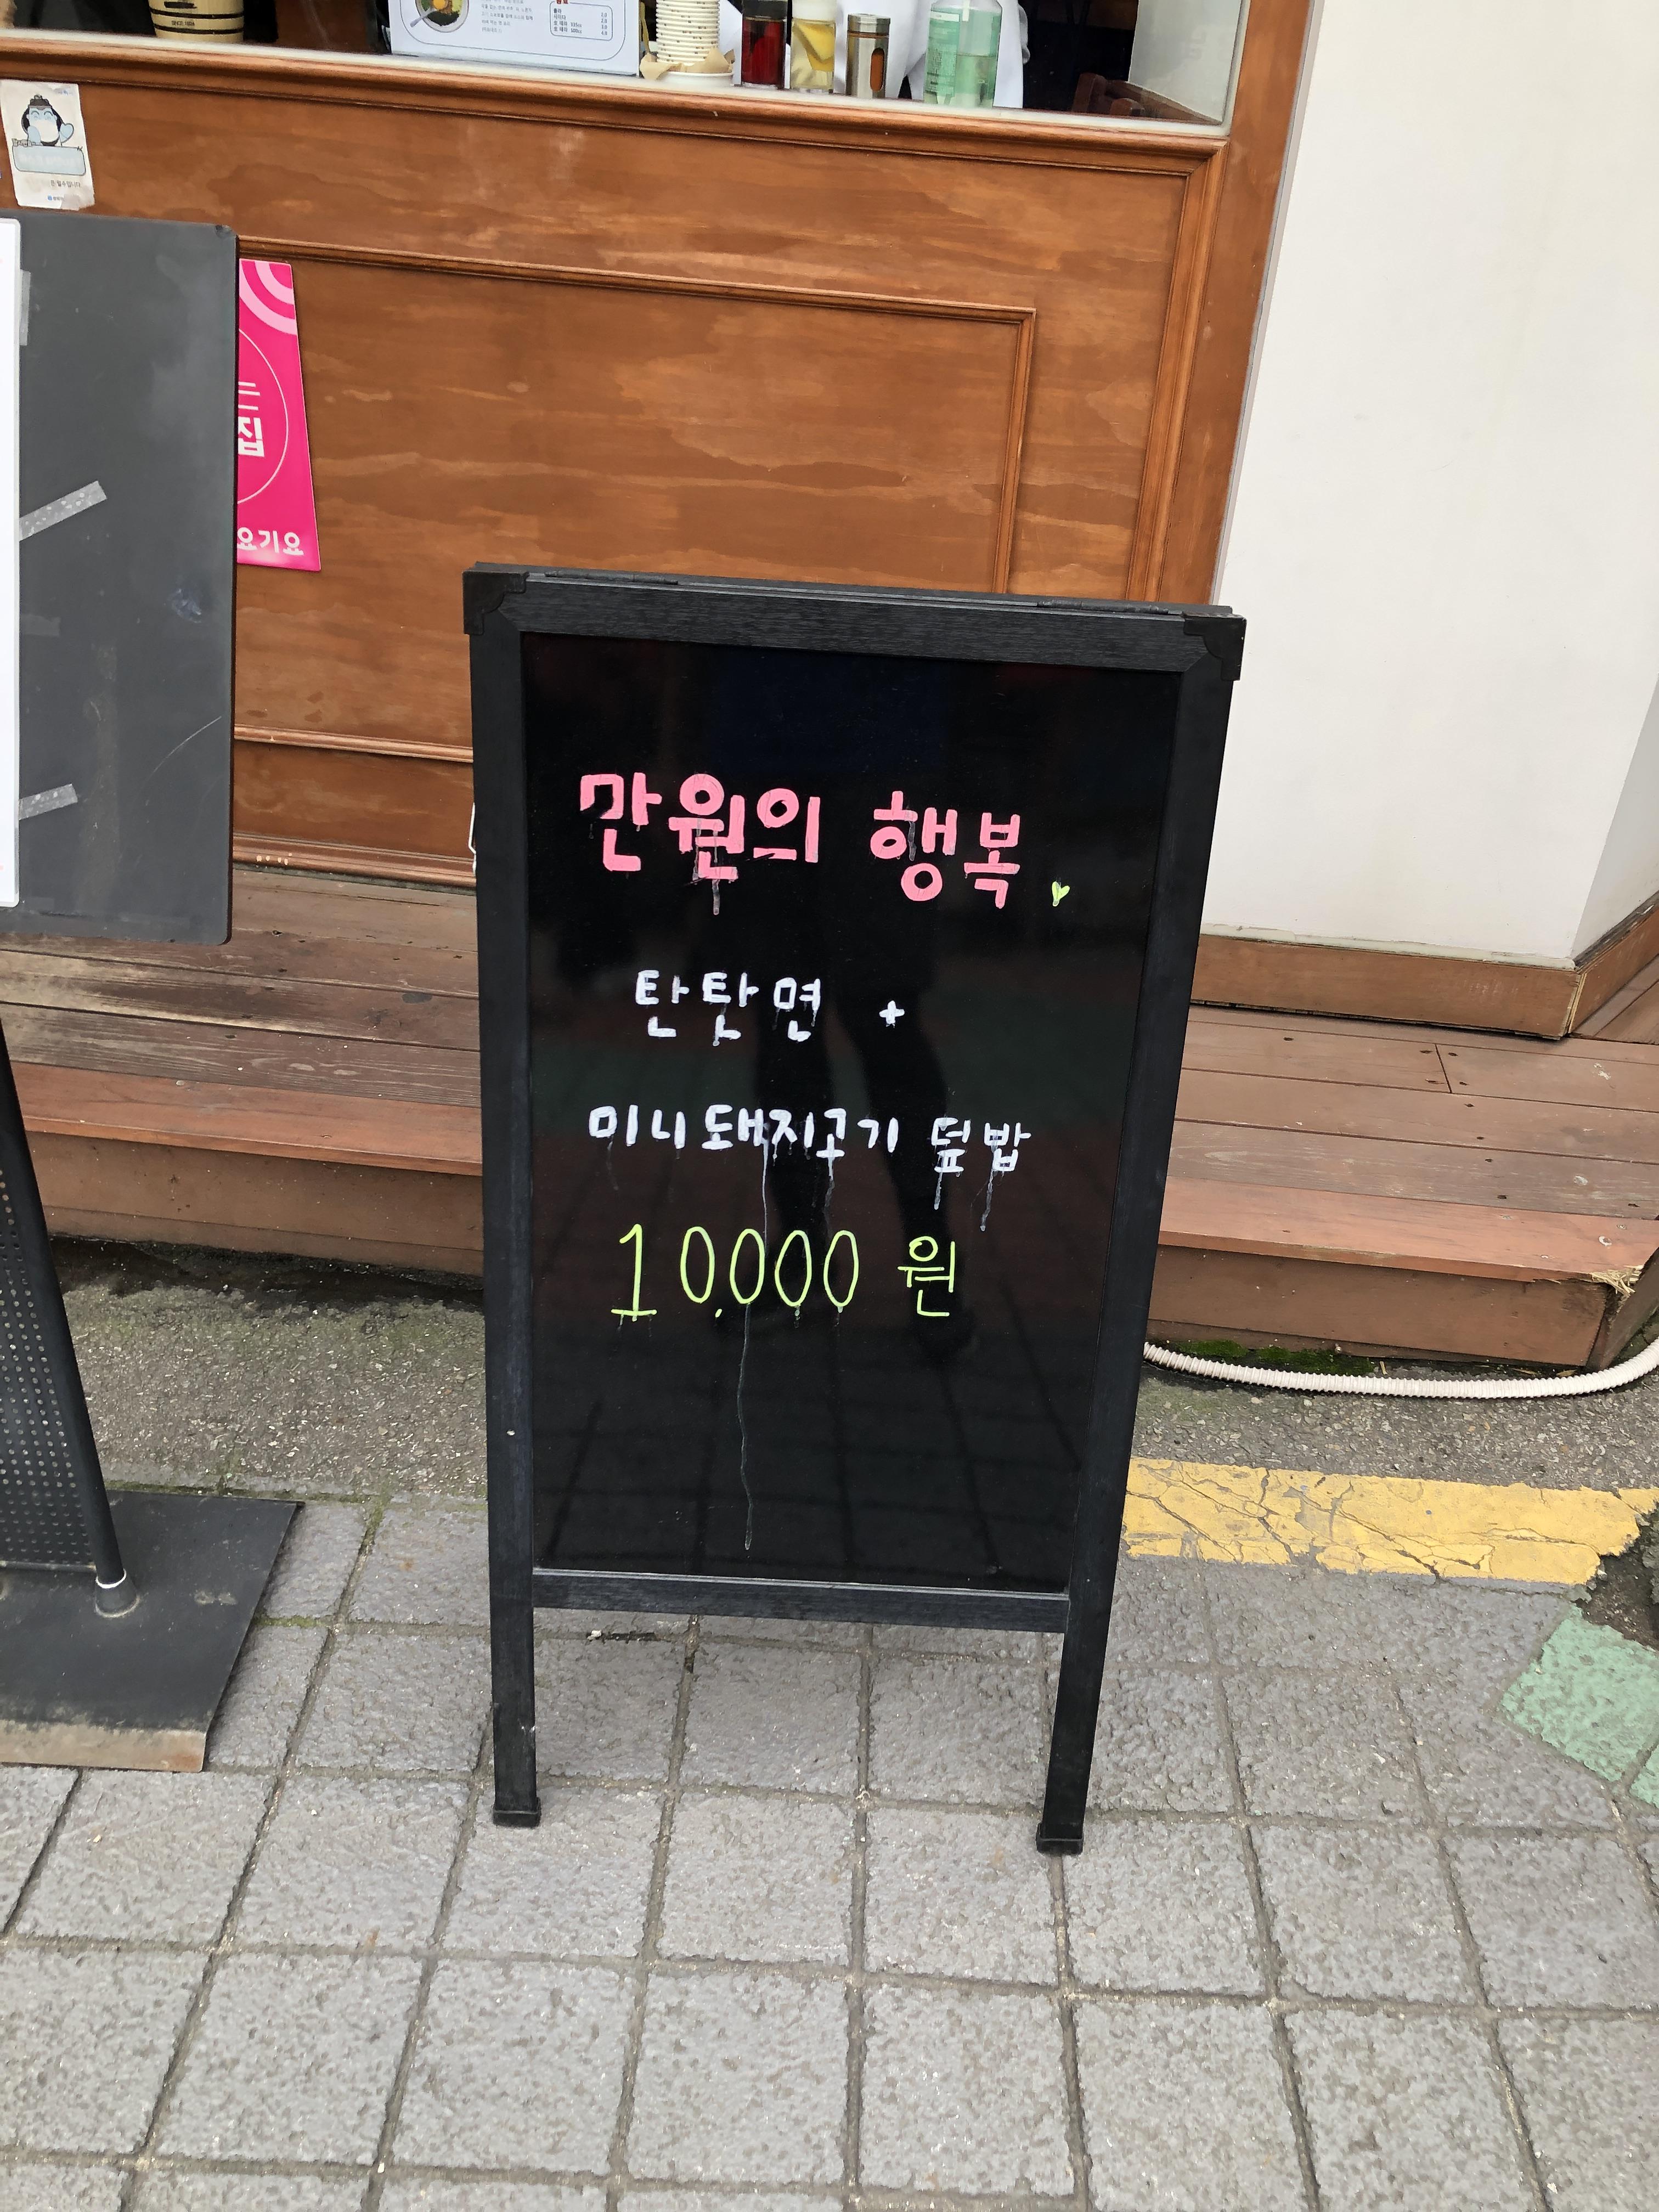 만원의 행복
탄탄면 +
미니돼지고기 덮밥
10,000 원
집
요기요